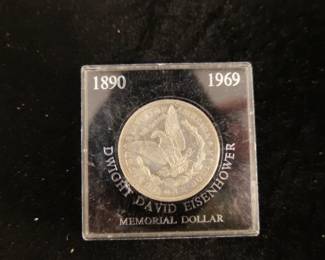 1890 1969
DWIGHT DAVID EISENHOWER
MEMORIAL DOLLAR